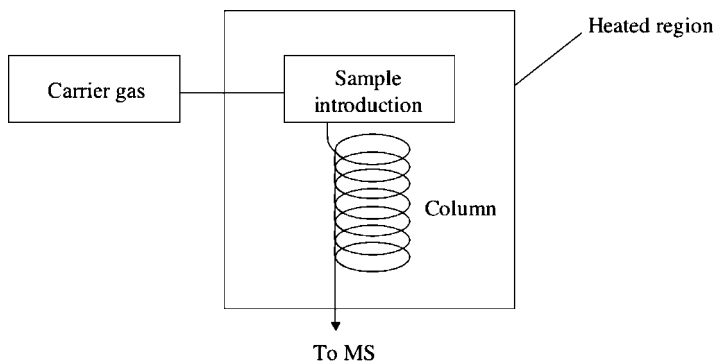 Heated region
Carrier gas
Sample
introduction
Column
To MS